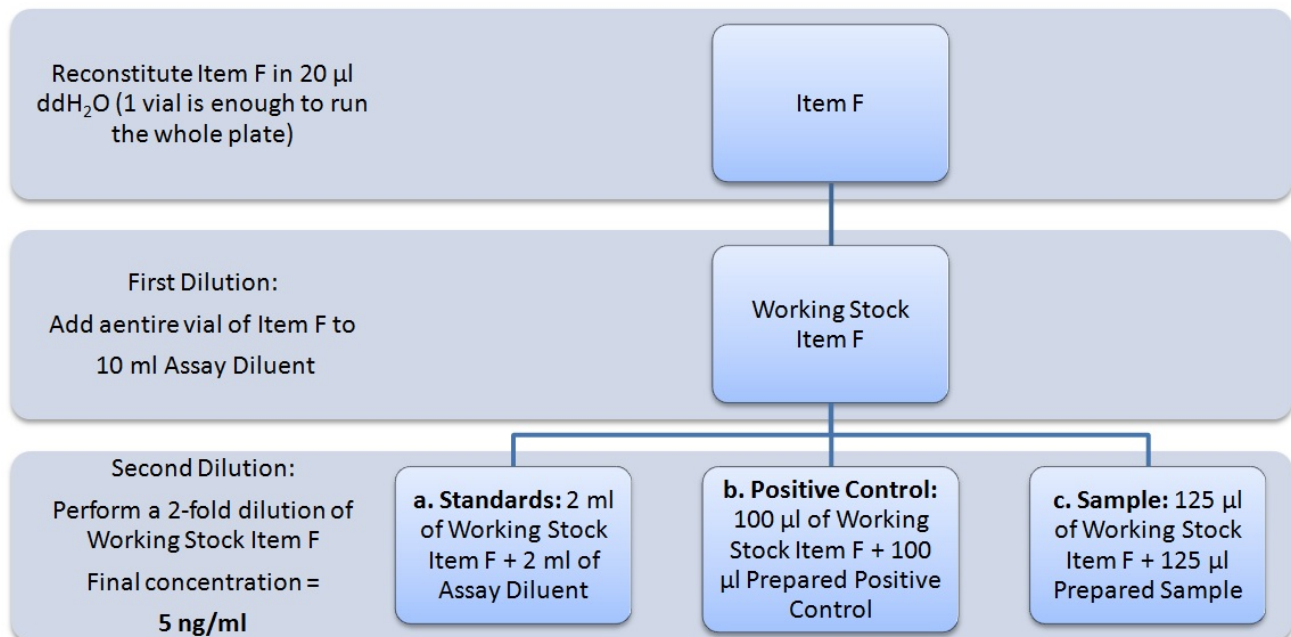 Reconstitute Item F in 20 µl
ddH₂O (1 vial is enough to run
the whole plate)
Item F
First Dilution:
Add aentire vial of Item F to
10 ml Assay Diluent
Working Stock
Item F
Second Dilution:
Perform a 2-fold dilution of
Working Stock Item F
Final concentration =
5 ng/ml
a. Standards: 2 ml
of Working Stock
Item F + 2 ml of
Assay Diluent
b. Positive Control:
100 µl of Working
Stock Item F + 100
µl Prepared Positive
Control
c. Sample: 125 µl
of Working Stock
Item F + 125 µl
Prepared Sample